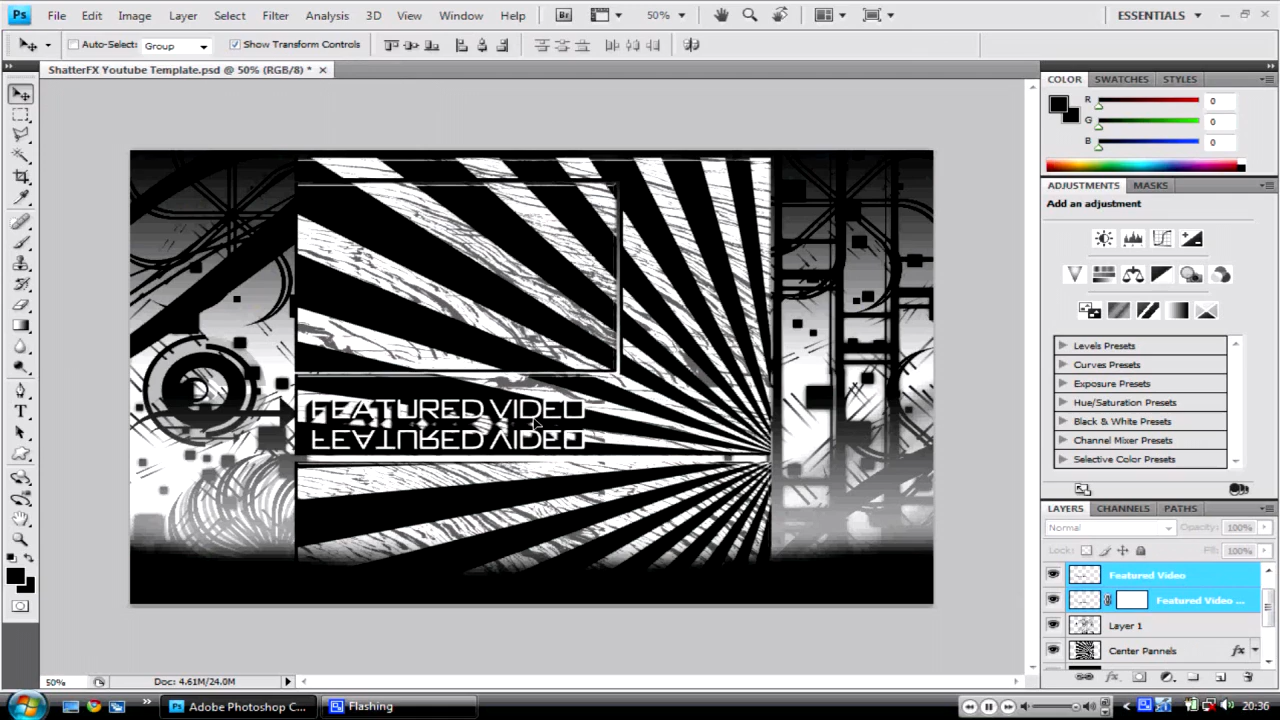 Ps File Edit Image Layer Select Filter Analysis 3D View Window Help Br 50% ESSENTIALS
Auto-Select: Group Show Transform Controls
ShatterFX Youtube Template.psd @ 50% (RGB/8) *
COLOR SWATCHES STYLES
R 0
G 0
B 0
ADJUSTMENTS MASKS
Add an adjustment
Levels Presets
Curves Presets
Exposure Presets
Hue/Saturation Presets
Black & White Presets
Channel Mixer Presets
Selective Color Presets
FEATURED VIDEO
FEATURED VIDEO
LAYERS CHANNELS PATHS
Normal Opacity: 100%
Lock: Fill: 100%
Featured Video
Featured Video ...
Layer 1
Center Pannels fx
50% Doc: 4.61M/24.0M
Adobe Photoshop C... Flashing 20:36